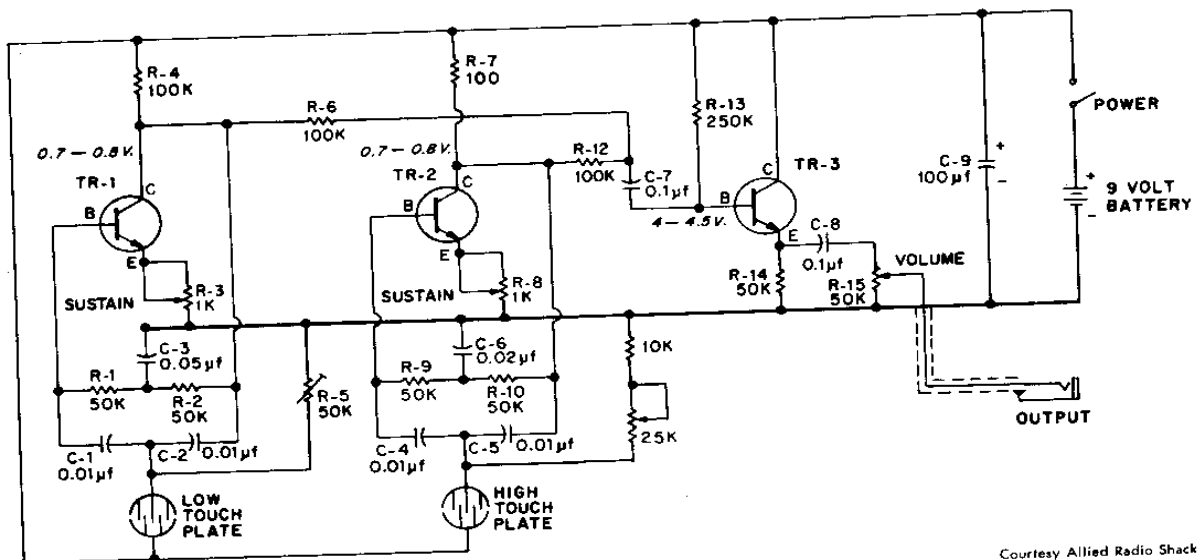 R-4
100K
R-7
100
R-6
100K
R-13
250K
POWER
0.7 – 0.8 V.
0.7 – 0.8 V.
R-12
100K
TR-1
C
B
E
TR-2
C
B
E
C-7
0.1µf
TR-3
C
B
E
4 – 4.5V.
C-9
100µf
+
-
+
-
9 VOLT
BATTERY
C-8
0.1µf
VOLUME
SUSTAIN
R-3
1K
SUSTAIN
R-8
1K
R-14
50K
R-15
50K
C-3
0.05µf
C-6
0.02µf
10K
R-1
50K
R-2
50K
R-5
50K
R-9
50K
R-10
50K
25K
OUTPUT
C-1
0.01µf
C-2
0.01µf
C-4
0.01µf
C-5
0.01µf
LOW
TOUCH
PLATE
HIGH
TOUCH
PLATE
Courtesy Allied Radio Shack